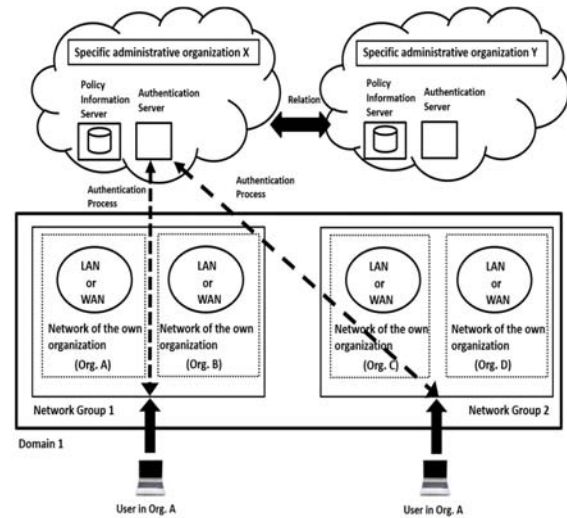 Specific administrative organization X
Specific administrative organization Y
Policy
Information
Server
Authentication
Server
Relation
Policy
Information
Server
Authentication
Server
Authentication
Process
Authentication
Process
LAN
or
WAN
Network of the own
organization
(Org. A)
LAN
or
WAN
Network of the own
organization
(Org. B)
LAN
or
WAN
Network of the own
organization
(Org. C)
LAN
or
WAN
Network of the own
organization
(Org. D)
Network Group 1
Network Group 2
Domain 1
User in Org. A
User in Org. A